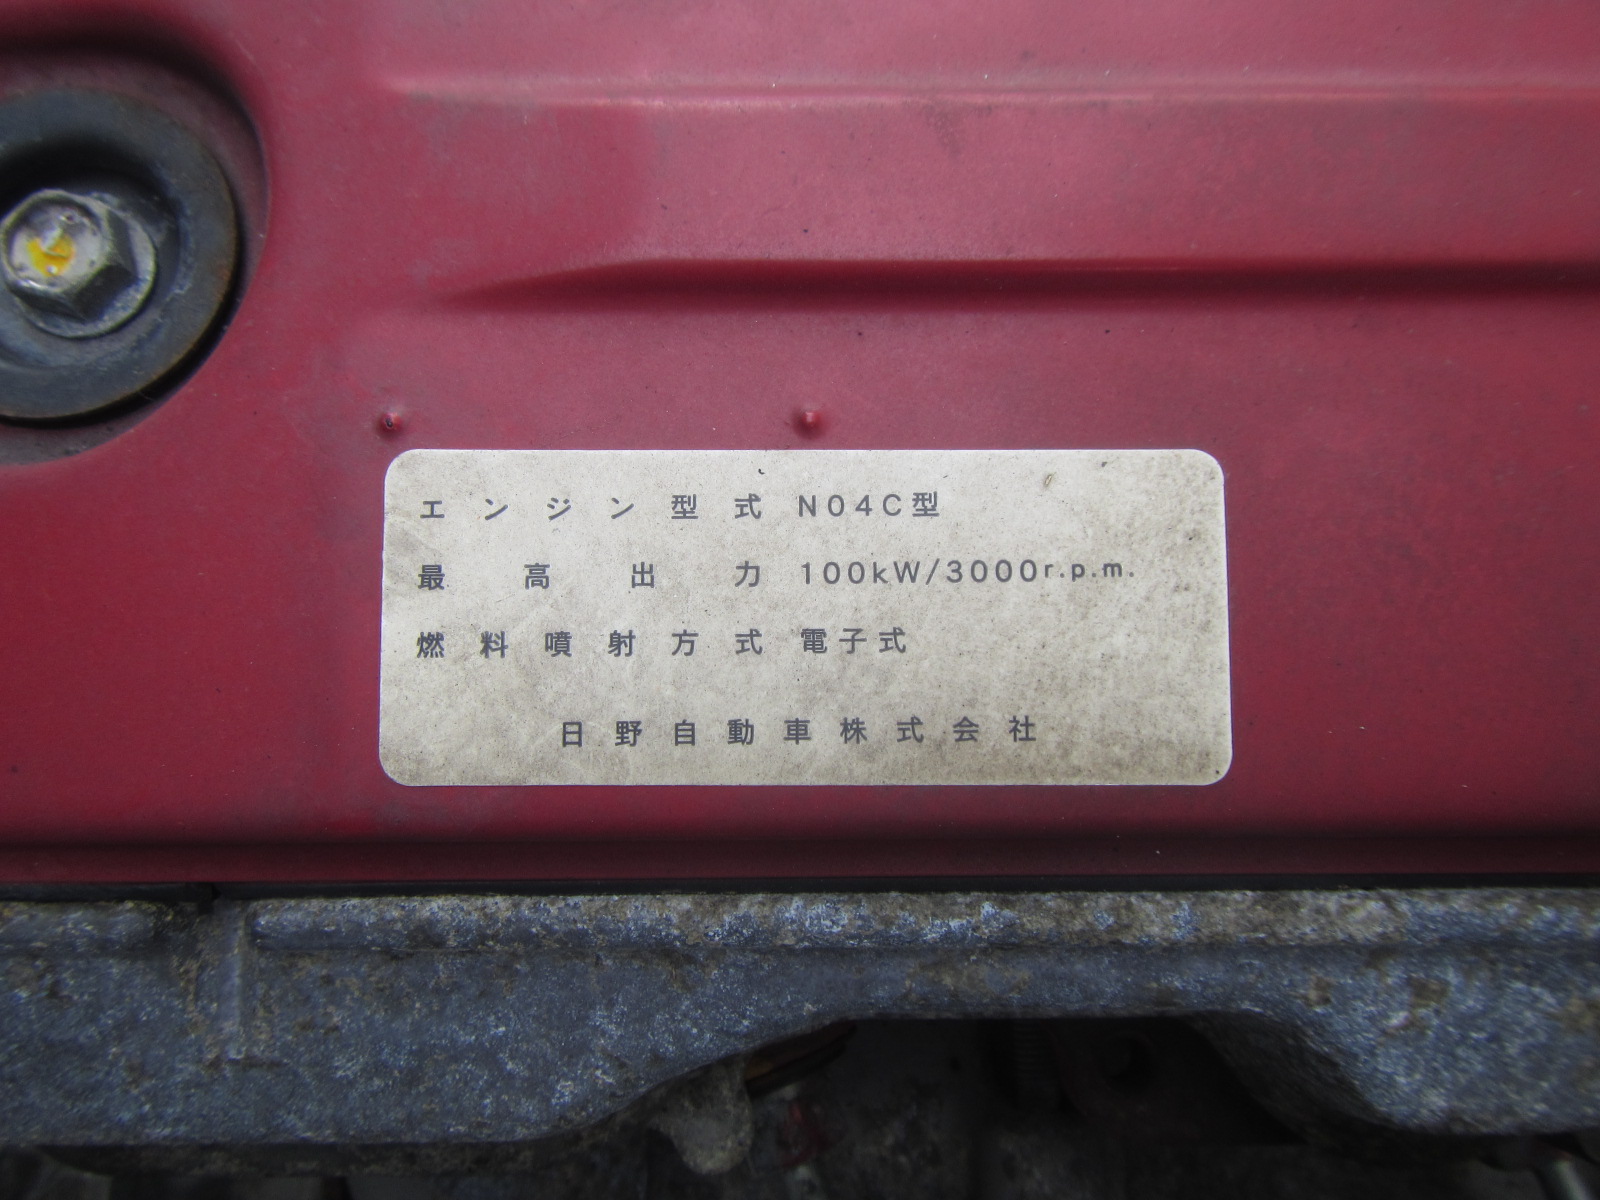 エンジン型式 N04C型
最高出力 100kW/3000r.p.m.
燃料噴射方式 電子式
日野自動車株式会社